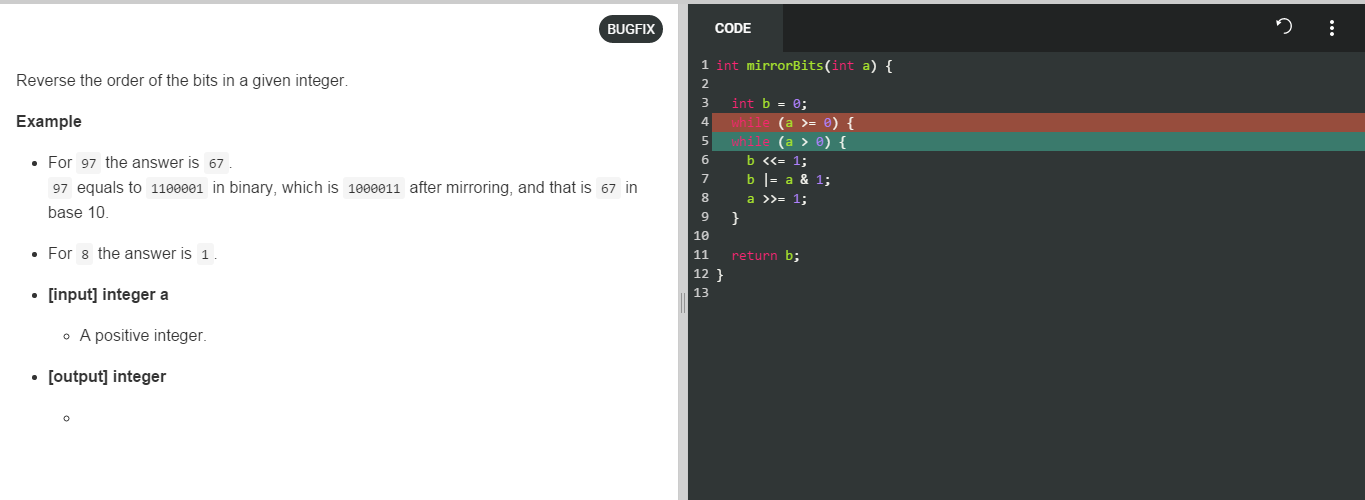 BUGFIX
Reverse the order of the bits in a given integer.
Example
• For 97 the answer is 67 .
97 equals to 1100001 in binary, which is 1000011 after mirroring, and that is 67 in
base 10.
• For 8 the answer is 1 .
• [input] integer a
○ A positive integer.
• [output] integer
○
CODE
1 int mirrorBits(int a) {
2
3   int b = 0;
4   while (a >= 0) {
5   while (a > 0) {
6     b <<= 1;
7     b |= a & 1;
8     a >>= 1;
9   }
10
11   return b;
12 }
13